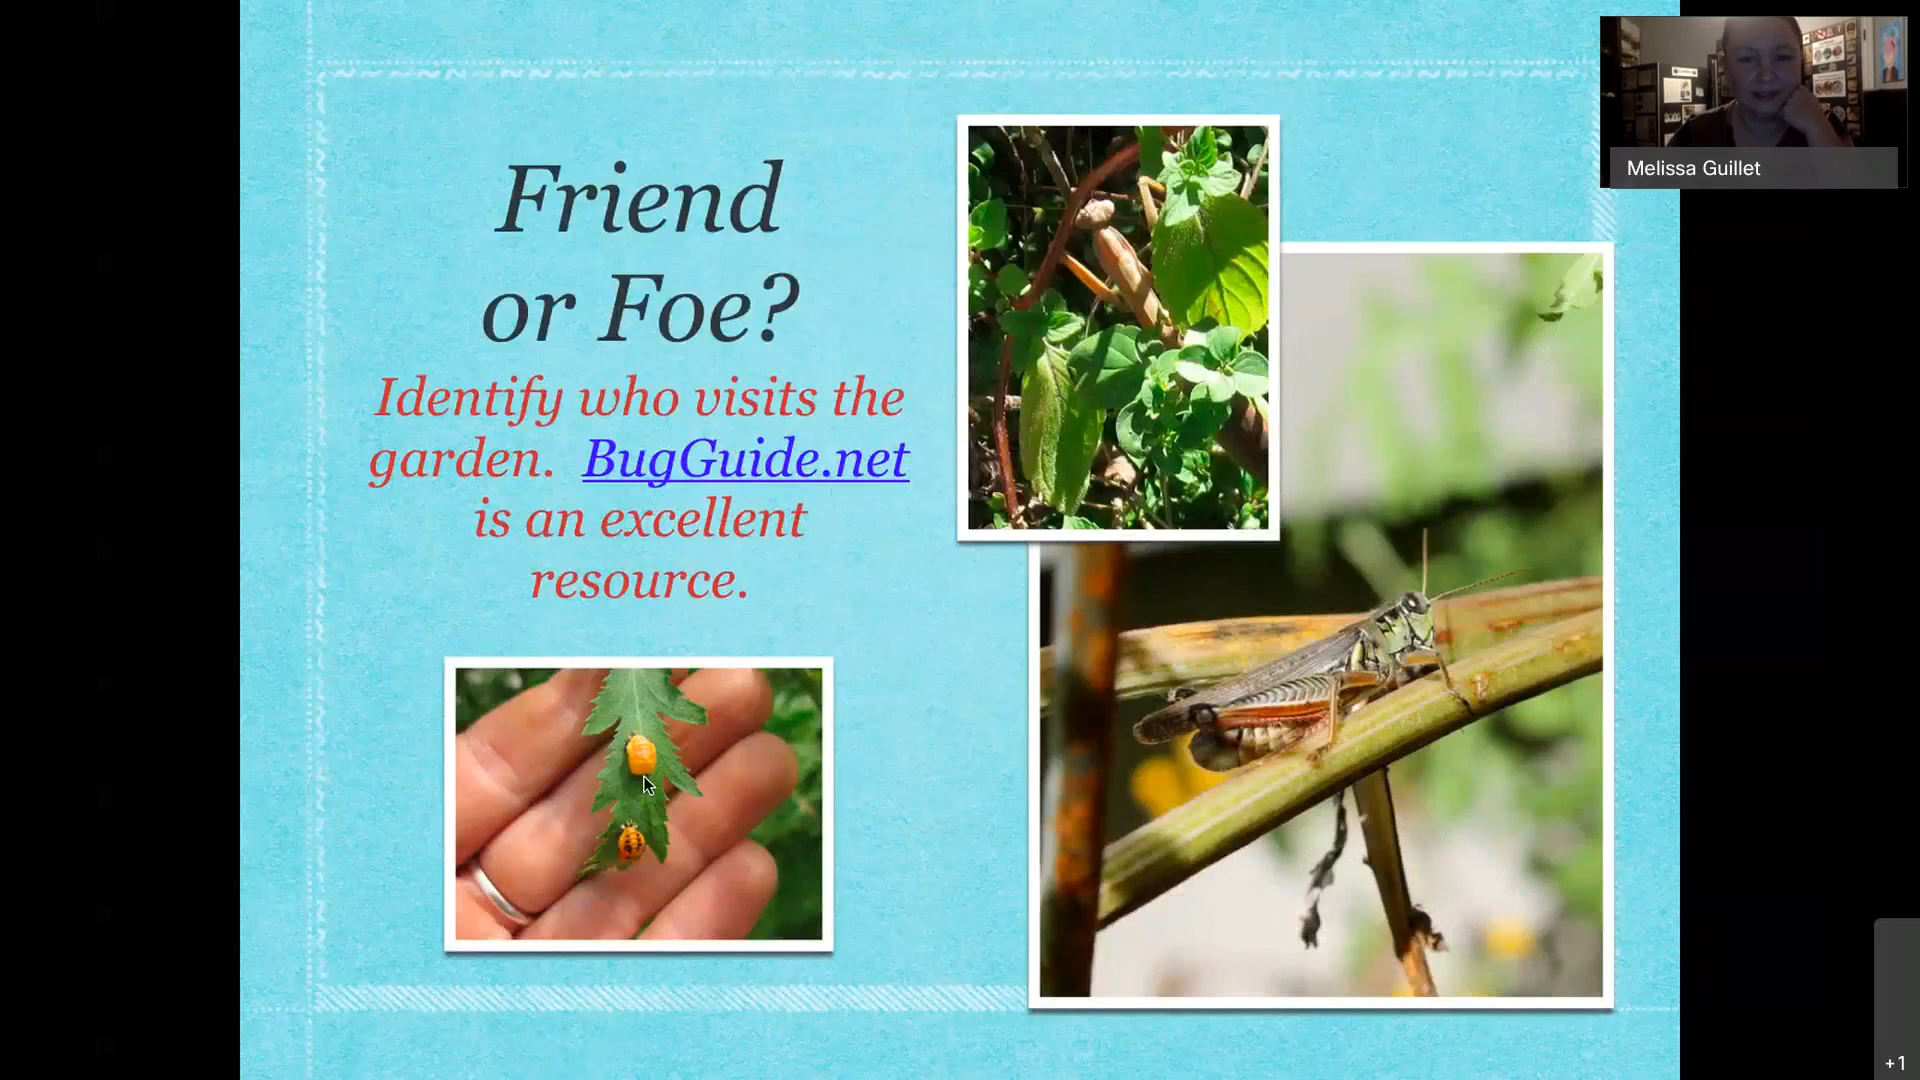 Friend
or Foe?
Identify who visits the
garden. BugGuide.net
is an excellent
resource.
Melissa Guillet
+1